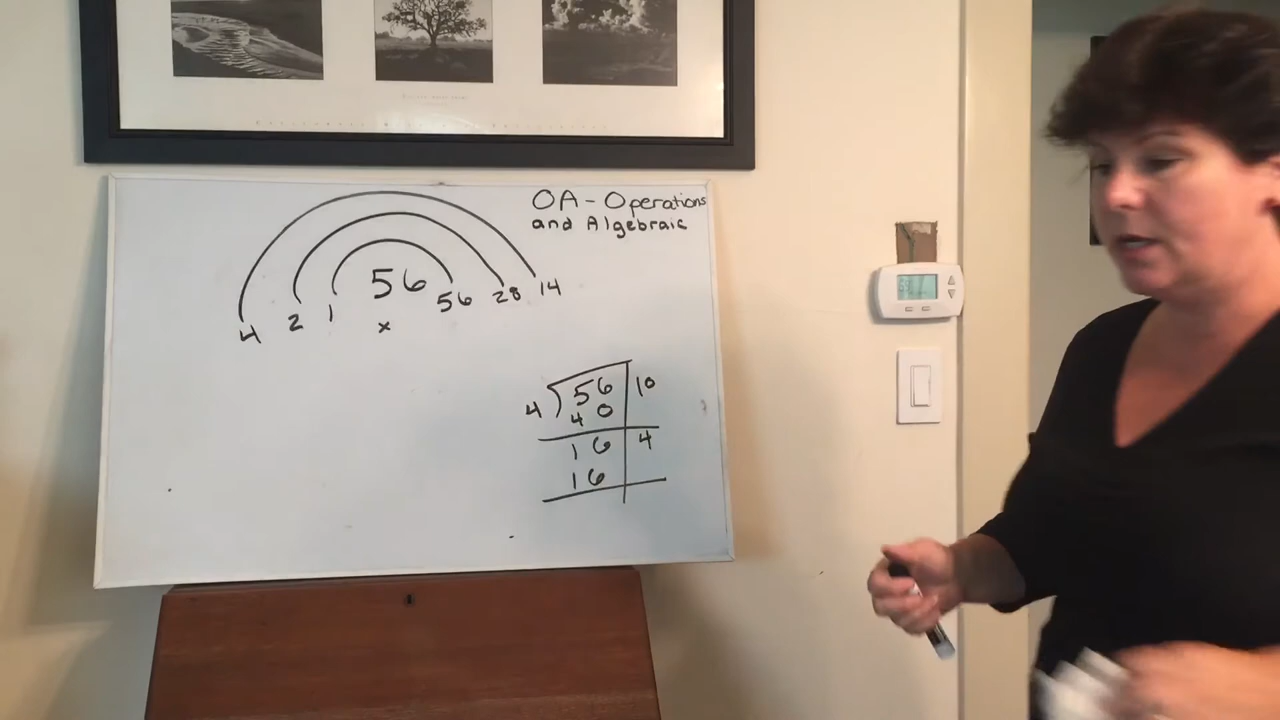 OA - Operations
and Algebraic
56
4 2 1 x 56 28 14
4) 56 | 10
40
16 | 4
16